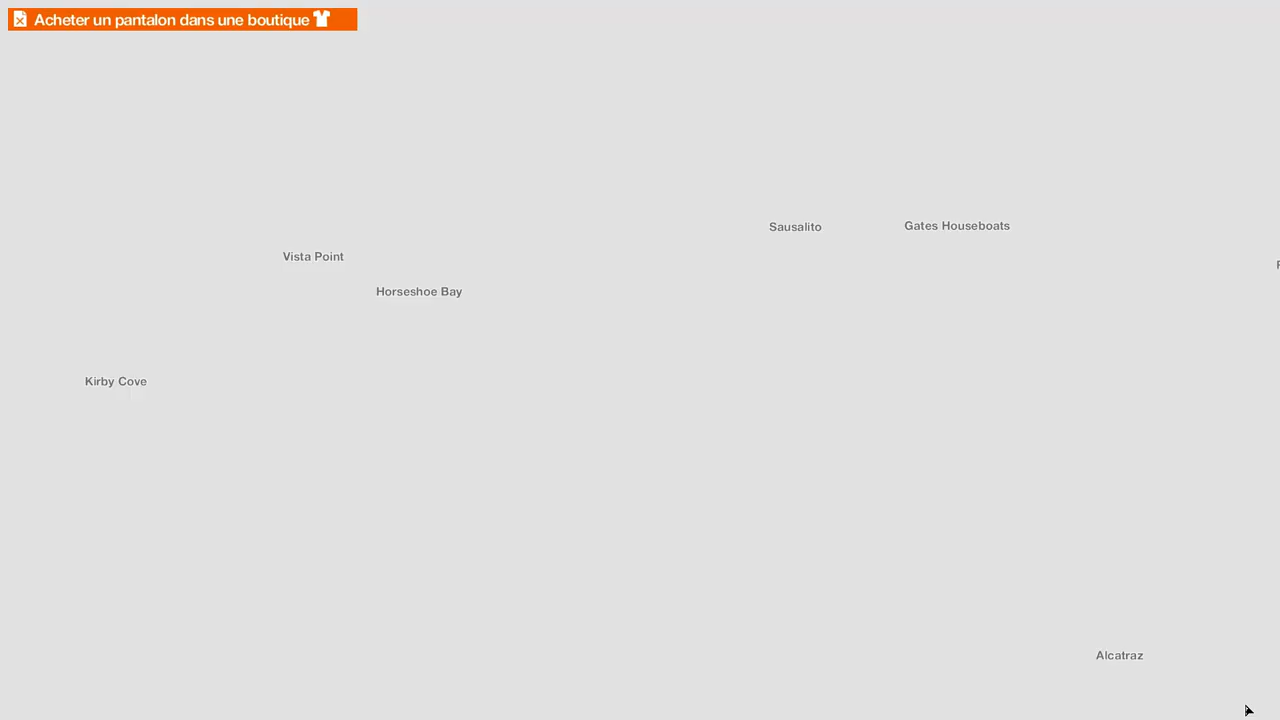 Acheter un pantalon dans une boutique
Sausalito
Gates Houseboats
Vista Point
Horseshoe Bay
Kirby Cove
Alcatraz